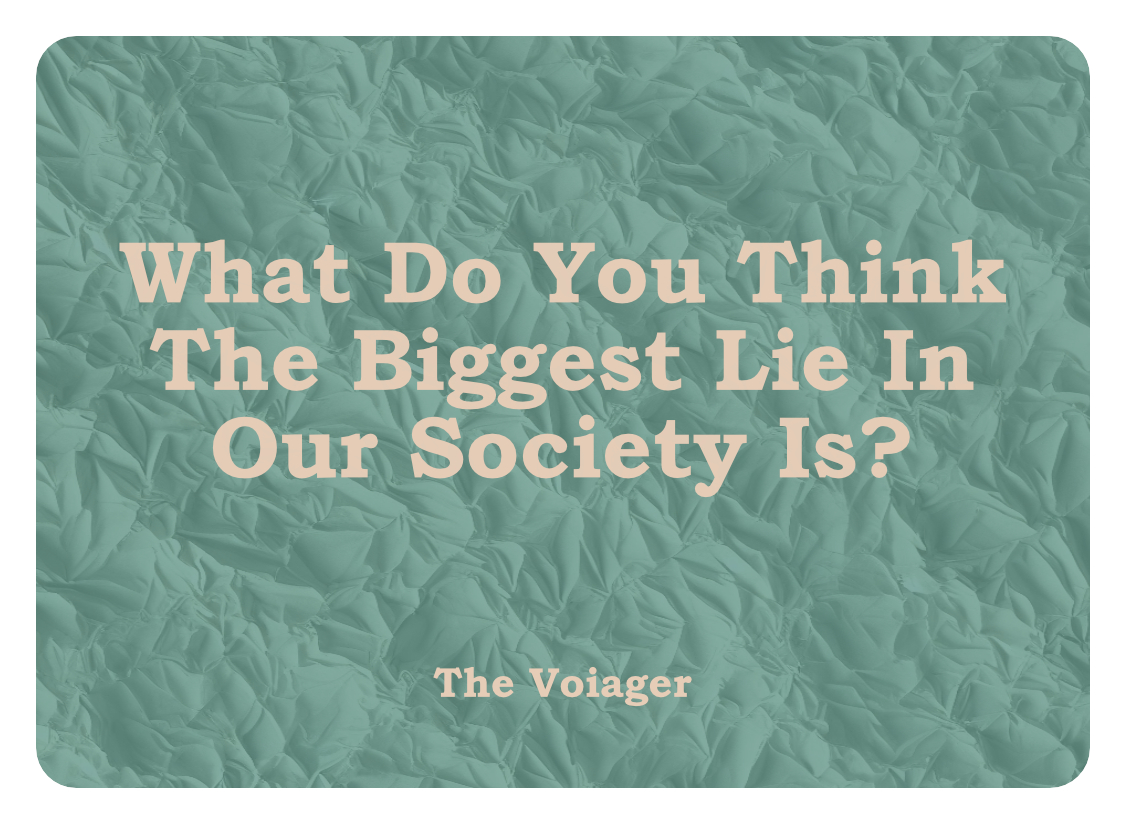 What Do You Think
The Biggest Lie In
Our Society Is?
The Voiager